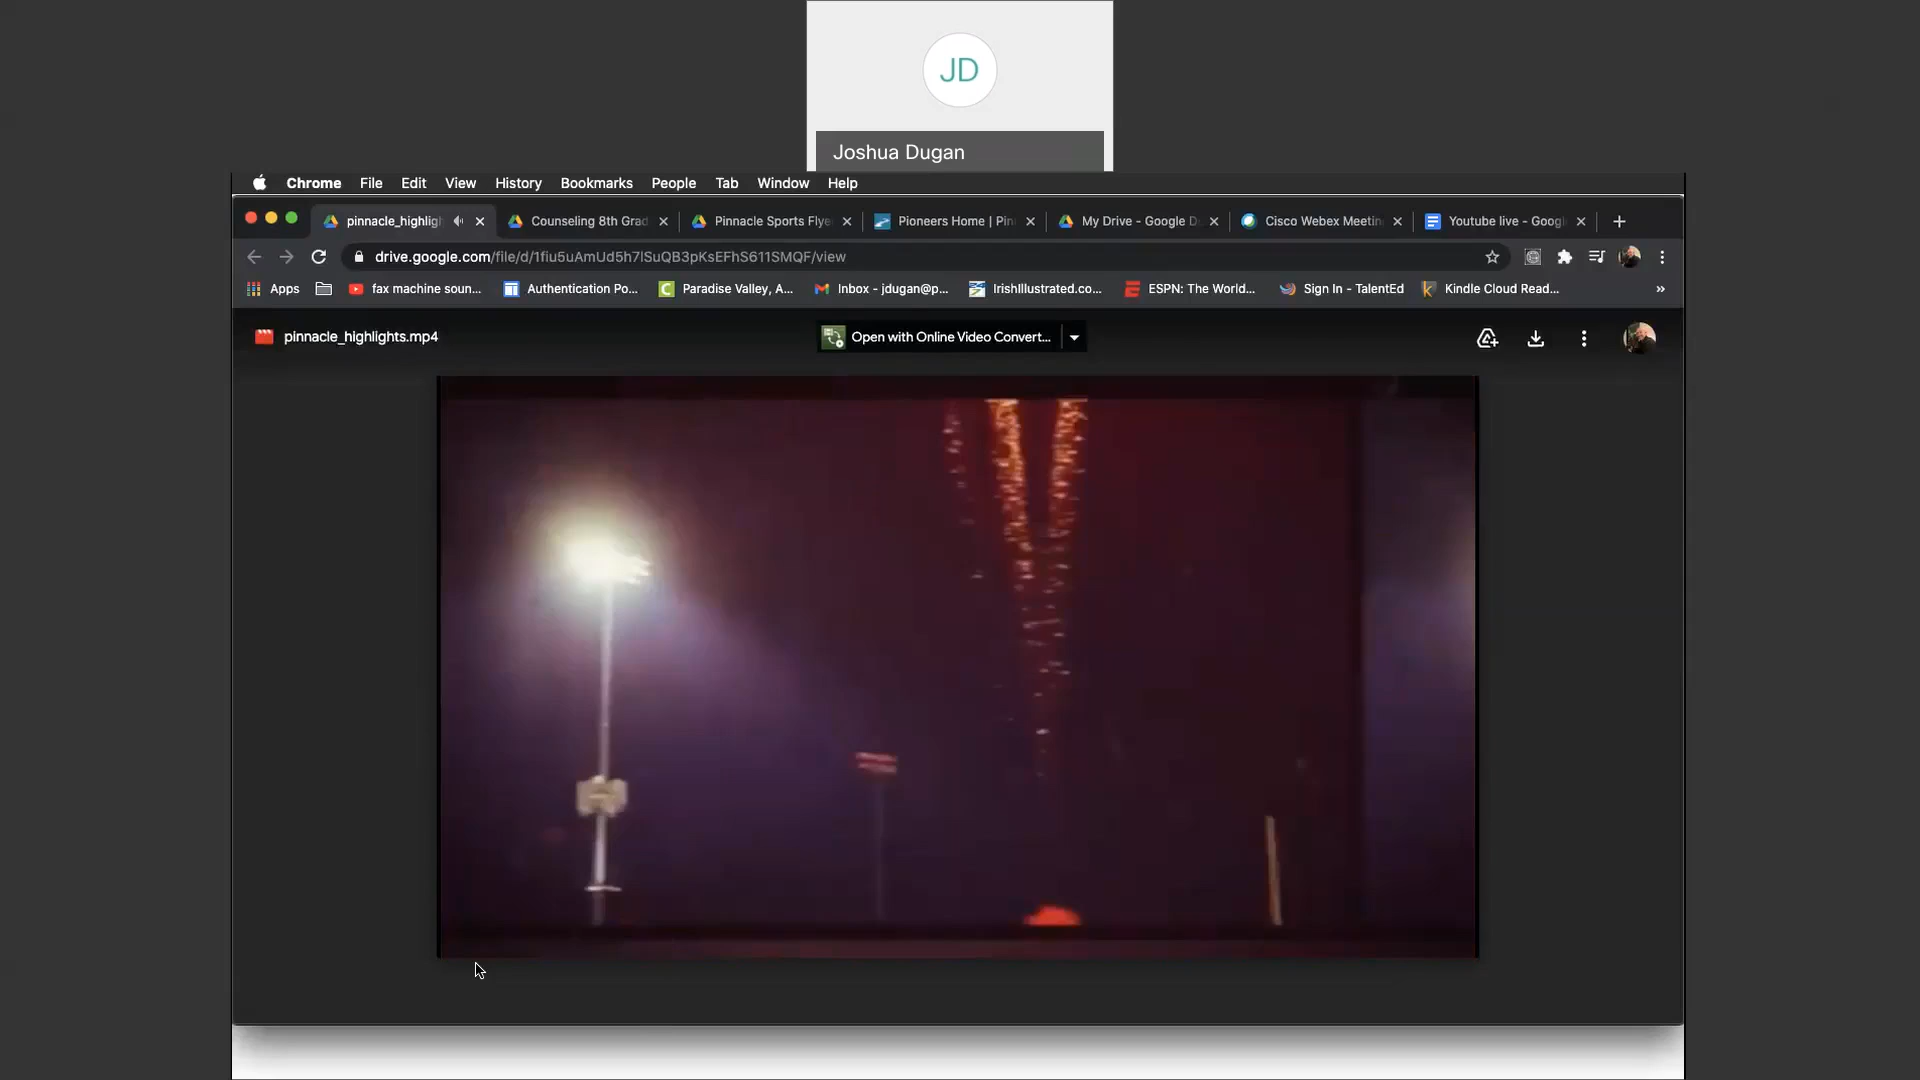 JD
Joshua Dugan
Chrome File Edit View History Bookmarks People Tab Window Help
pinnacle_highligh Counseling 8th Grad Pinnacle Sports Flye Pioneers Home | Pin My Drive - Google D Cisco Webex Meetin Youtube live - Googl
drive.google.com/file/d/1fiu5uAmUd5h7lSuQB3pKsEFhS611SMQF/view
Apps fax machine soun... Authentication Po... Paradise Valley, A... Inbox - jdugan@p... IrishIllustrated.co... ESPN: The World... Sign In - TalentEd Kindle Cloud Read... »
pinnacle_highlights.mp4 Open with Online Video Convert...